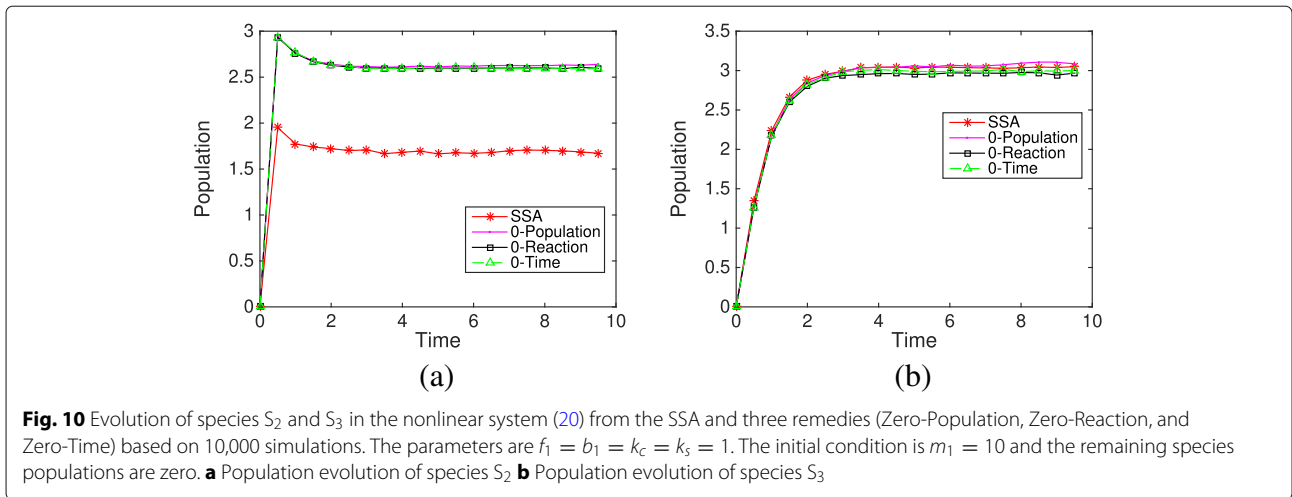 3
2.5
2
1.5
1
0.5
0
Population
SSA
0-Population
0-Reaction
0-Time
0 2 4 6 8 10
Time
(a)
3.5
3
2.5
2
1.5
1
0.5
0
Population
SSA
0-Population
0-Reaction
0-Time
0 2 4 6 8 10
Time
(b)
Fig. 10 Evolution of species S₂ and S₃ in the nonlinear system (20) from the SSA and three remedies (Zero-Population, Zero-Reaction, and
Zero-Time) based on 10,000 simulations. The parameters are f₁ = b₁ = k_c = k_s = 1. The initial condition is m₁ = 10 and the remaining species
populations are zero. a Population evolution of species S₂ b Population evolution of species S₃